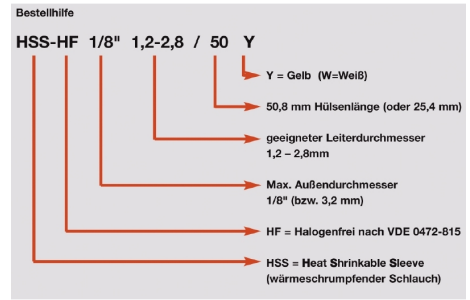 Bestellhilfe
HSS-HF 1/8" 1,2-2,8 / 50 Y
Y = Gelb (W=Weiß)
50,8 mm Hülsenlänge (oder 25,4 mm)
geeigneter Leiterdurchmesser
1,2 – 2,8mm
Max. Außendurchmesser
1/8" (bzw. 3,2 mm)
HF = Halogenfrei nach VDE 0472-815
HSS = Heat Shrinkable Sleeve
(wärmeschrumpfender Schlauch)